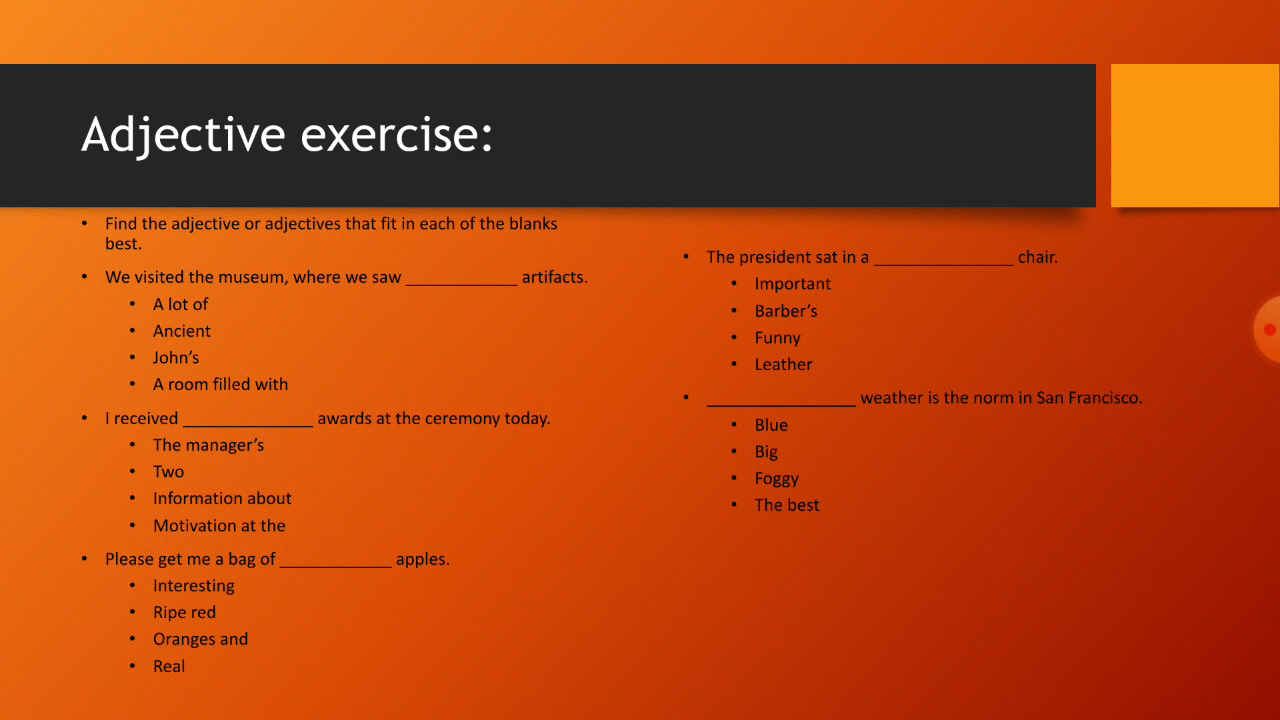 Adjective exercise:
• Find the adjective or adjectives that fit in each of the blanks
best.
• We visited the museum, where we saw ____________ artifacts.
• A lot of
• Ancient
• John’s
• A room filled with
• I received ______________ awards at the ceremony today.
• The manager’s
• Two
• Information about
• Motivation at the
• Please get me a bag of ____________ apples.
• Interesting
• Ripe red
• Oranges and
• Real
• The president sat in a _______________ chair.
• Important
• Barber’s
• Funny
• Leather
• ________________ weather is the norm in San Francisco.
• Blue
• Big
• Foggy
• The best